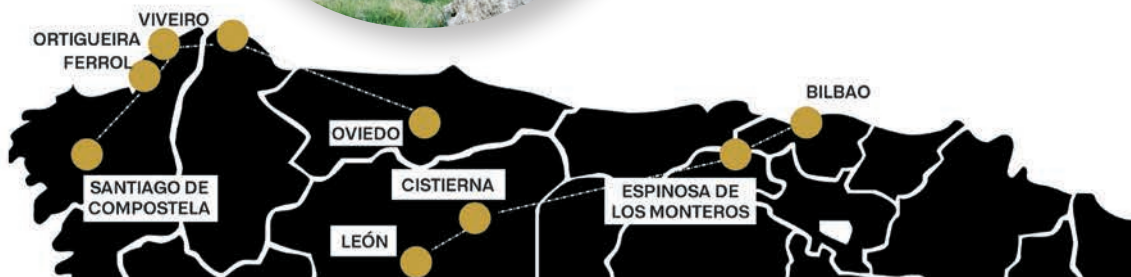 VIVEIRO
ORTIGUEIRA
FERROL
BILBAO
OVIEDO
SANTIAGO DE
COMPOSTELA
CISTIERNA
ESPINOSA DE
LOS MONTEROS
LEÓN